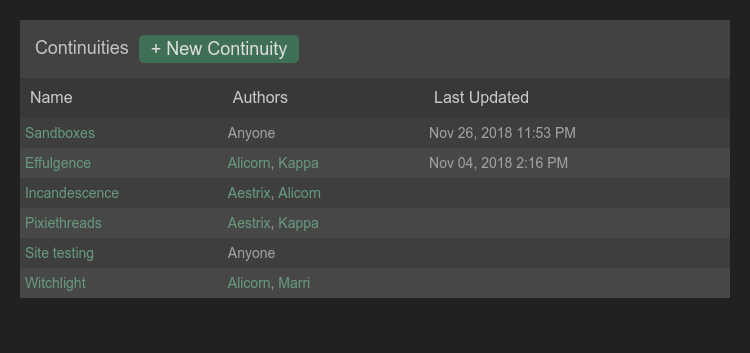 Continuities + New Continuity
Name Authors Last Updated
Sandboxes Anyone Nov 26, 2018 11:53 PM
Effulgence Alicorn, Kappa Nov 04, 2018 2:16 PM
Incandescence Aestrix, Alicorn
Pixiethreads Aestrix, Kappa
Site testing Anyone
Witchlight Alicorn, Marri